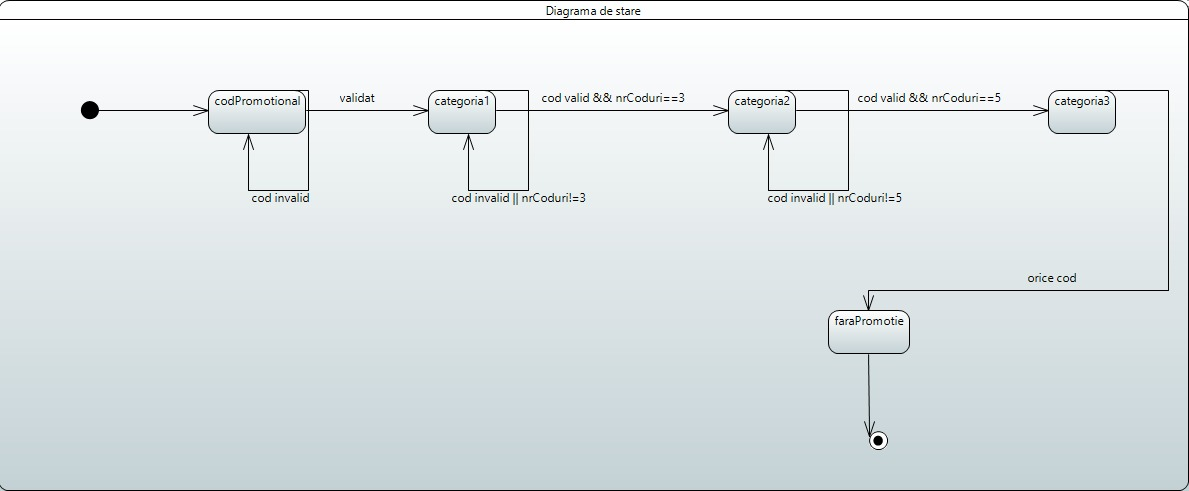 Diagrama de stare
codPromotional
validat
categoria1
cod valid && nrCoduri==3
categoria2
cod valid && nrCoduri==5
categoria3
cod invalid
cod invalid || nrCoduri!=3
cod invalid || nrCoduri!=5
orice cod
faraPromotie